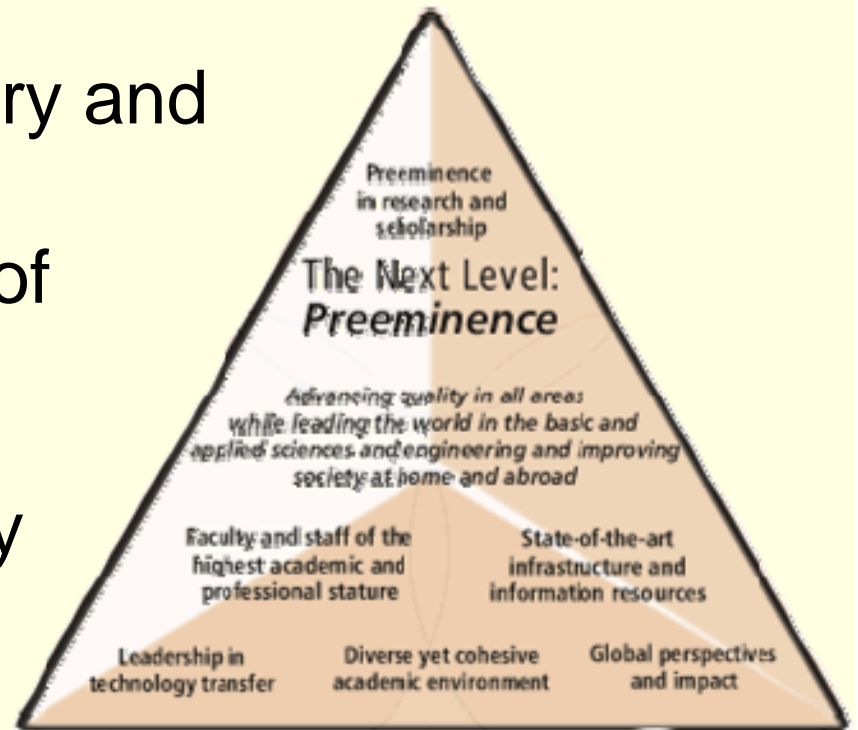 ry and
of
y
Preeminence
in research and
scholarship
The Next Level:
Preeminence
Advancing quality in all areas
while leading the world in the basic and
applied sciences and engineering and improving
society at home and abroad
Faculty and staff of the
highest academic and
professional stature
State-of-the-art
infrastructure and
information resources
Leadership in
technology transfer
Diverse yet cohesive
academic environment
Global perspectives
and impact